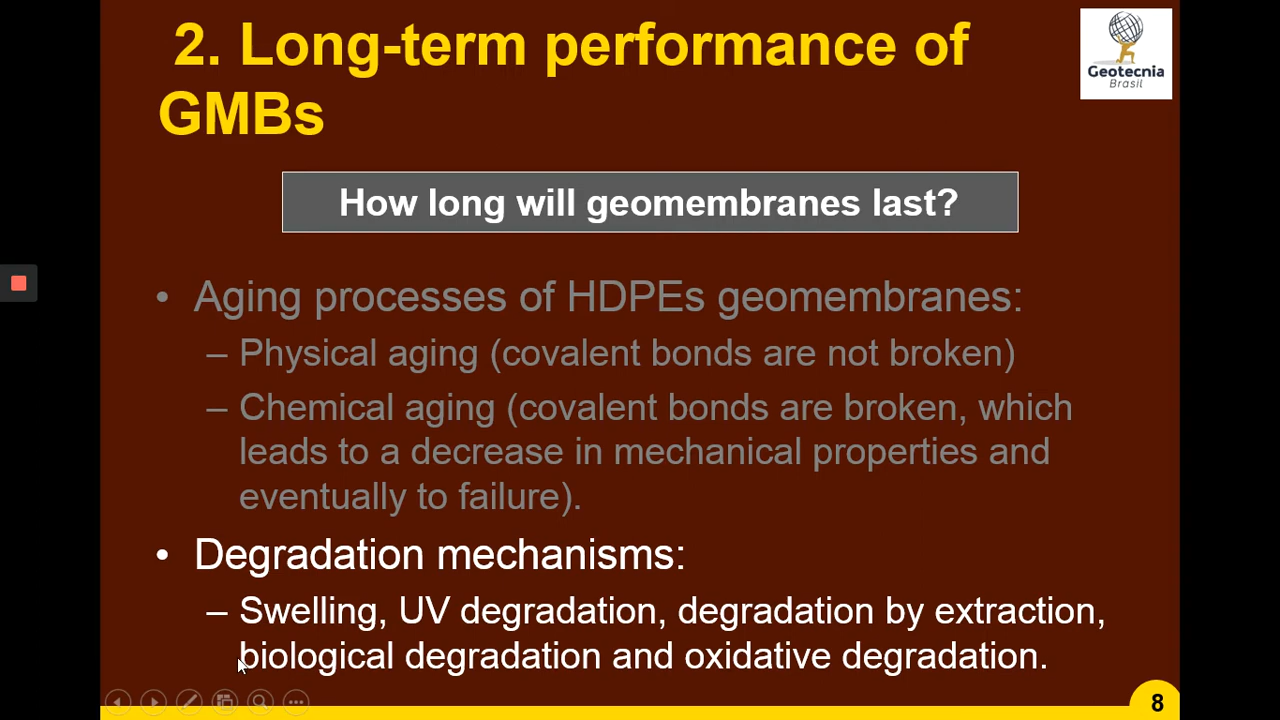 2. Long-term performance of
GMBs
Geotecnia
Brasil
How long will geomembranes last?
• Aging processes of HDPEs geomembranes:
– Physical aging (covalent bonds are not broken)
– Chemical aging (covalent bonds are broken, which
leads to a decrease in mechanical properties and
eventually to failure).
• Degradation mechanisms:
– Swelling, UV degradation, degradation by extraction,
biological degradation and oxidative degradation.
8